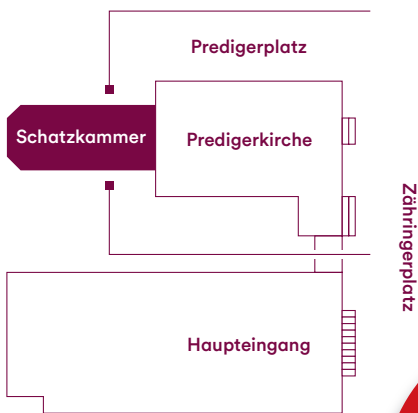 Predigerplatz
Schatzkammer
Predigerkirche
Zähringerplatz
Haupteingang